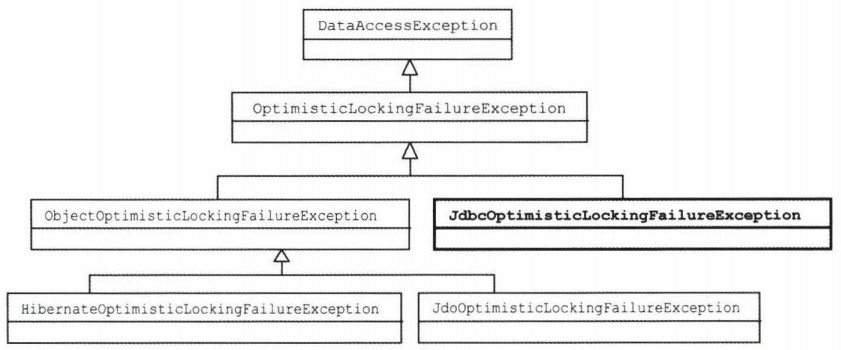 DataAccessException
OptimisticLockingFailureException
ObjectOptimisticLockingFailureException
JdbcOptimisticLockingFailureException
HibernateOptimisticLockingFailureException
JdoOptimisticLockingFailureException